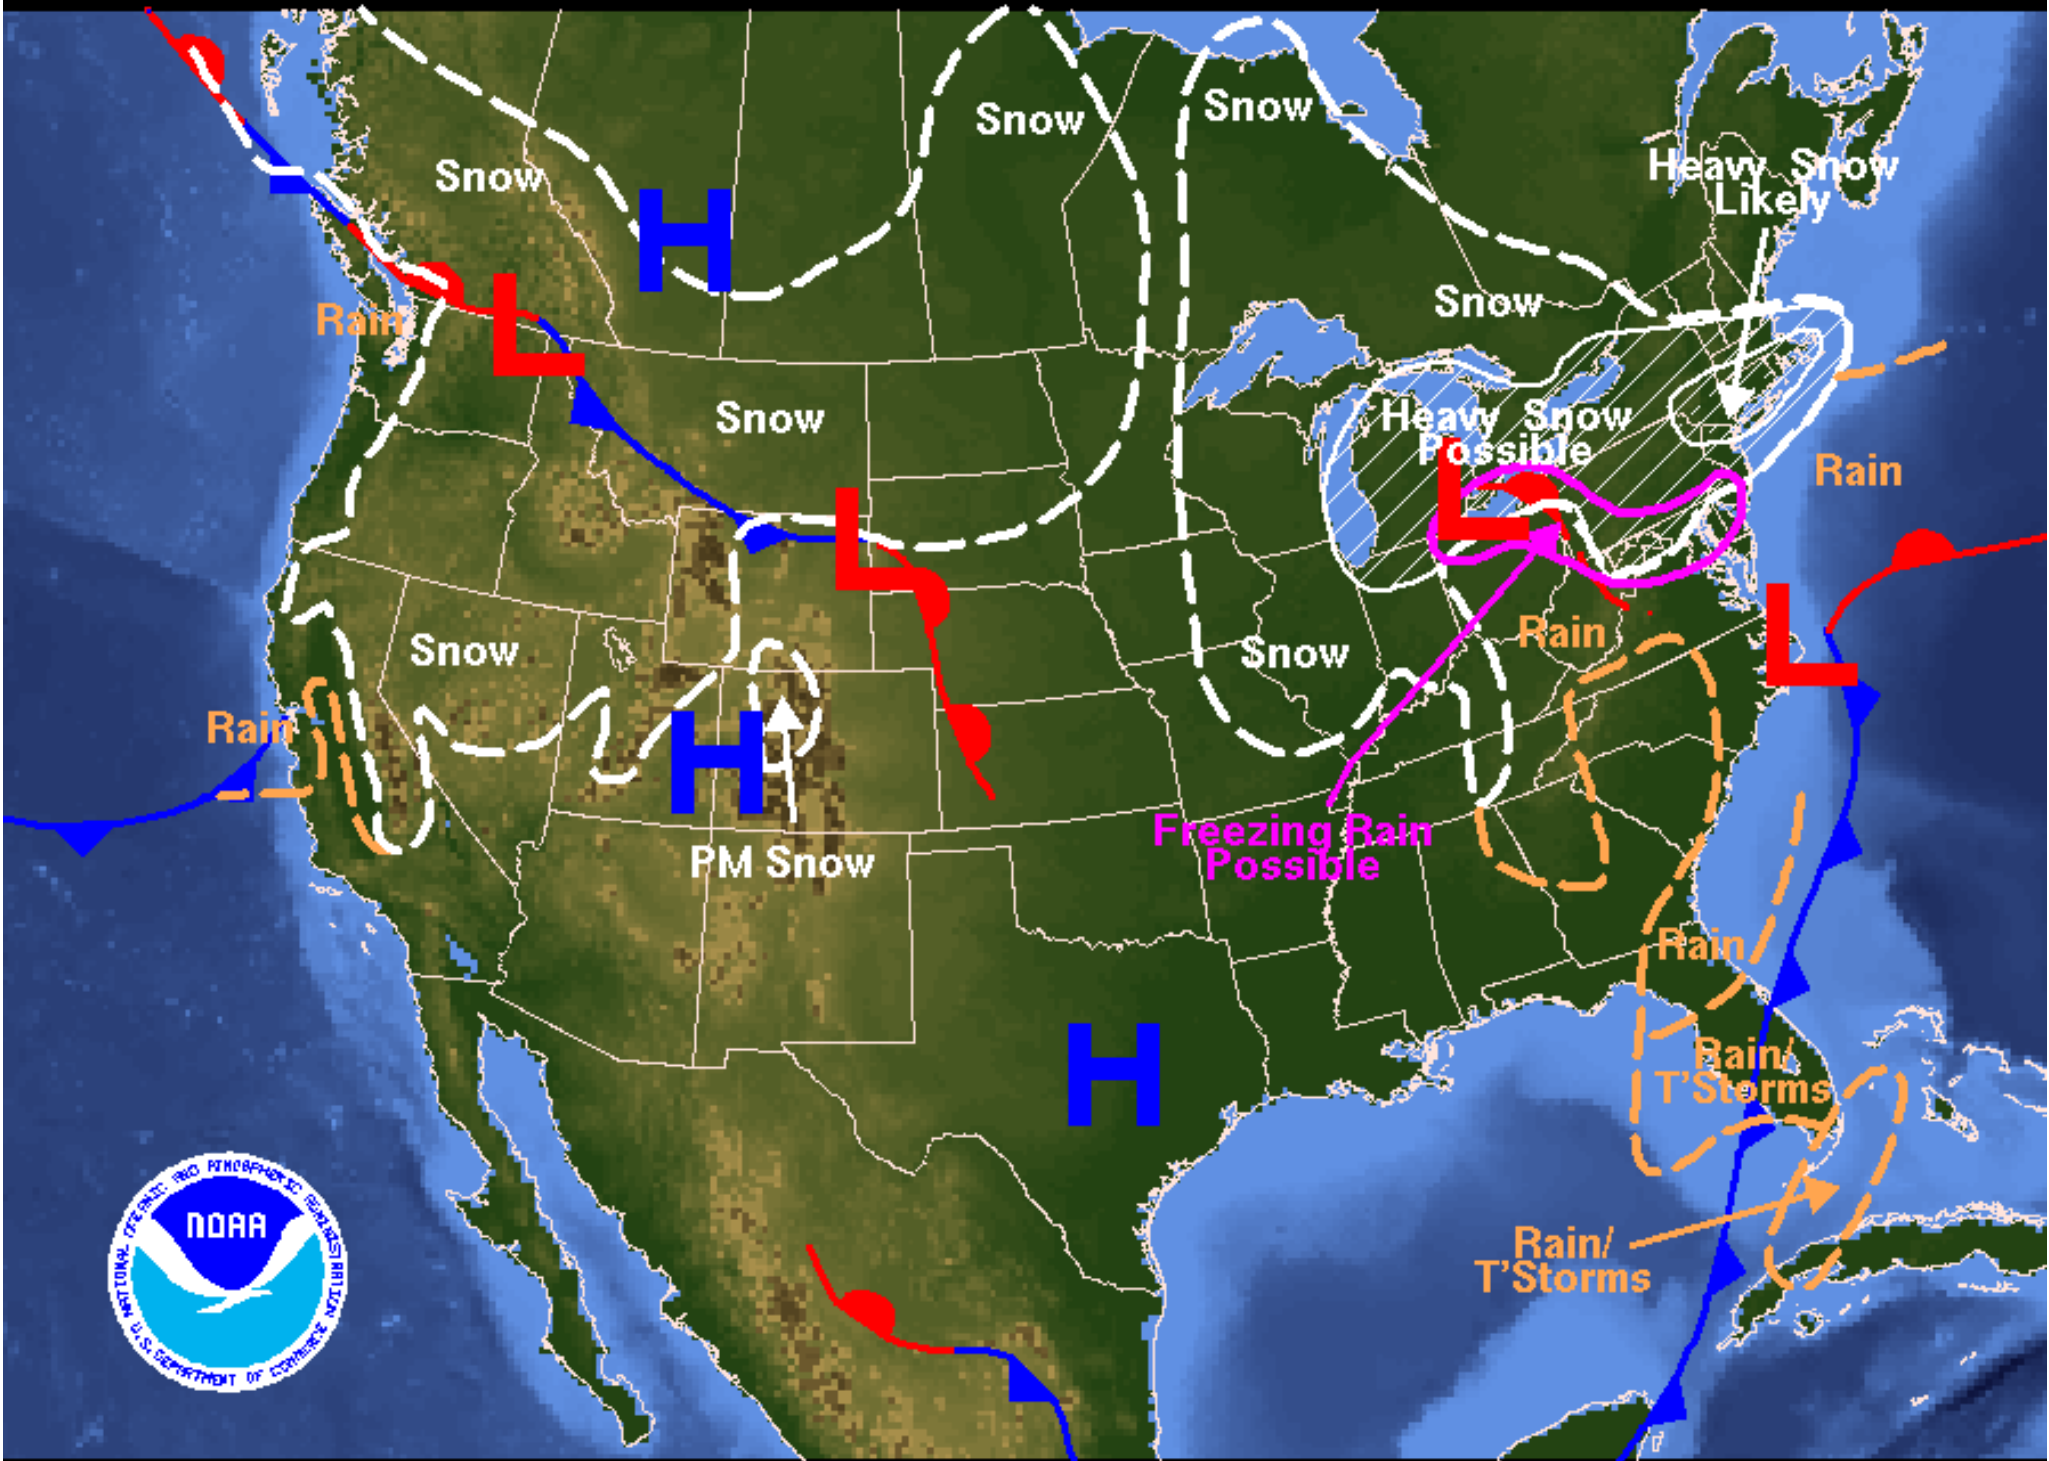 Snow
Snow
Heavy Snow
Likely
Snow
H
Snow
Rain
L
Snow
Heavy Snow
Possible
Rain
L
L
L
Snow
Snow
Rain
Rain
H
Freezing Rain
Possible
PM Snow
Rain
H
Rain/
T'Storms
Rain/
T'Storms
NATIONAL OCEANIC AND ATMOSPHERIC ADMINISTRATION
NOAA
U.S. DEPARTMENT OF COMMERCE